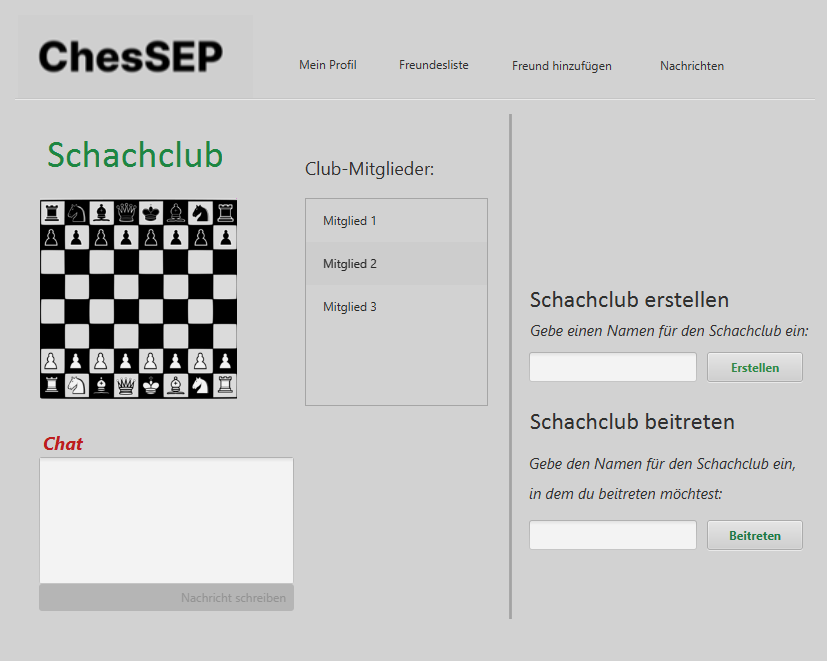 ChesSEP
Mein Profil
Freundesliste
Freund hinzufügen
Nachrichten
Schachclub
Club-Mitglieder:
Mitglied 1
Mitglied 2
Mitglied 3
Chat
Nachricht schreiben
Schachclub erstellen
Gebe einen Namen für den Schachclub ein:
Erstellen
Schachclub beitreten
Gebe den Namen für den Schachclub ein,
in dem du beitreten möchtest:
Beitreten